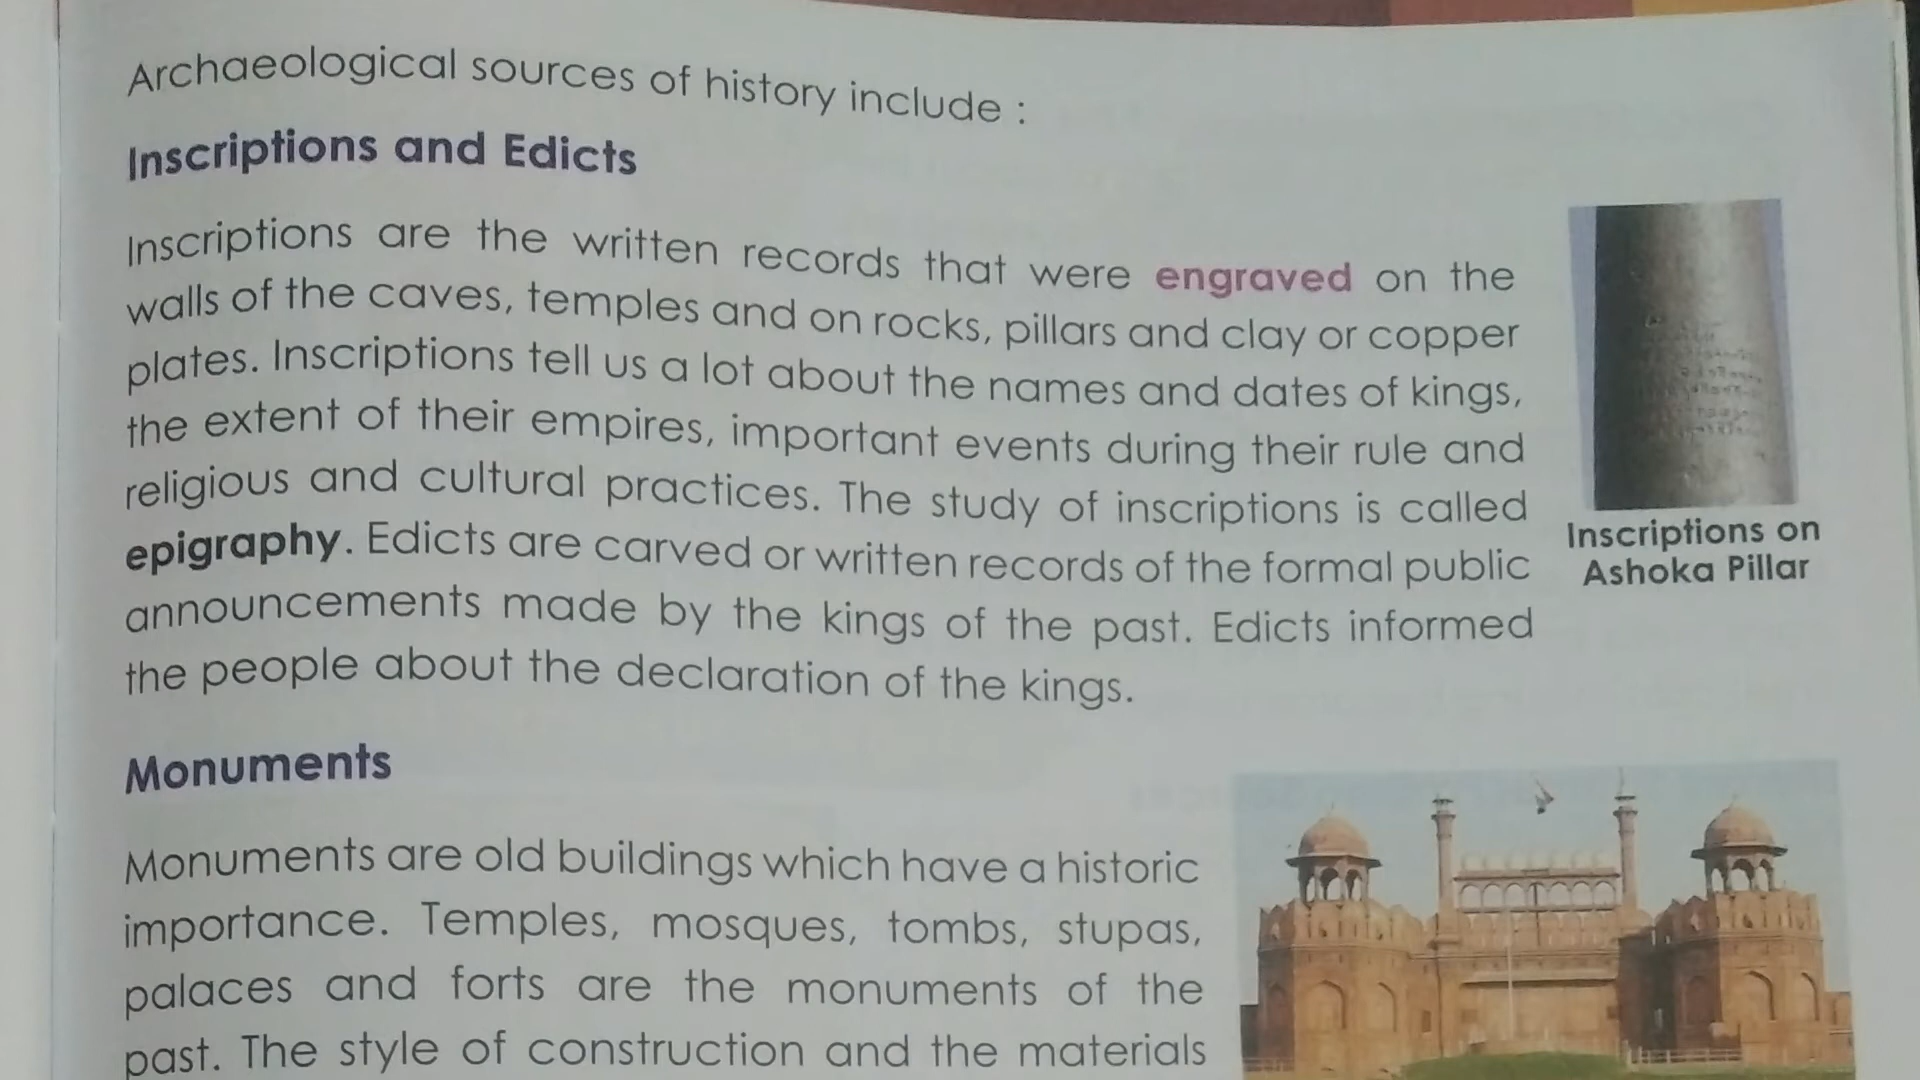 Archaeological sources of history include :
Inscriptions and Edicts
Inscriptions are the written records that were engraved on the
walls of the caves, temples and on rocks, pillars and clay or copper
plates. Inscriptions tell us a lot about the names and dates of kings,
the extent of their empires, important events during their rule and
religious and cultural practices. The study of inscriptions is called
epigraphy. Edicts are carved or written records of the formal public
announcements made by the kings of the past. Edicts informed
the people about the declaration of the kings.
Inscriptions on
Ashoka Pillar
Monuments
Monuments are old buildings which have a historic
importance. Temples, mosques, tombs, stupas,
palaces and forts are the monuments of the
past. The style of construction and the materials